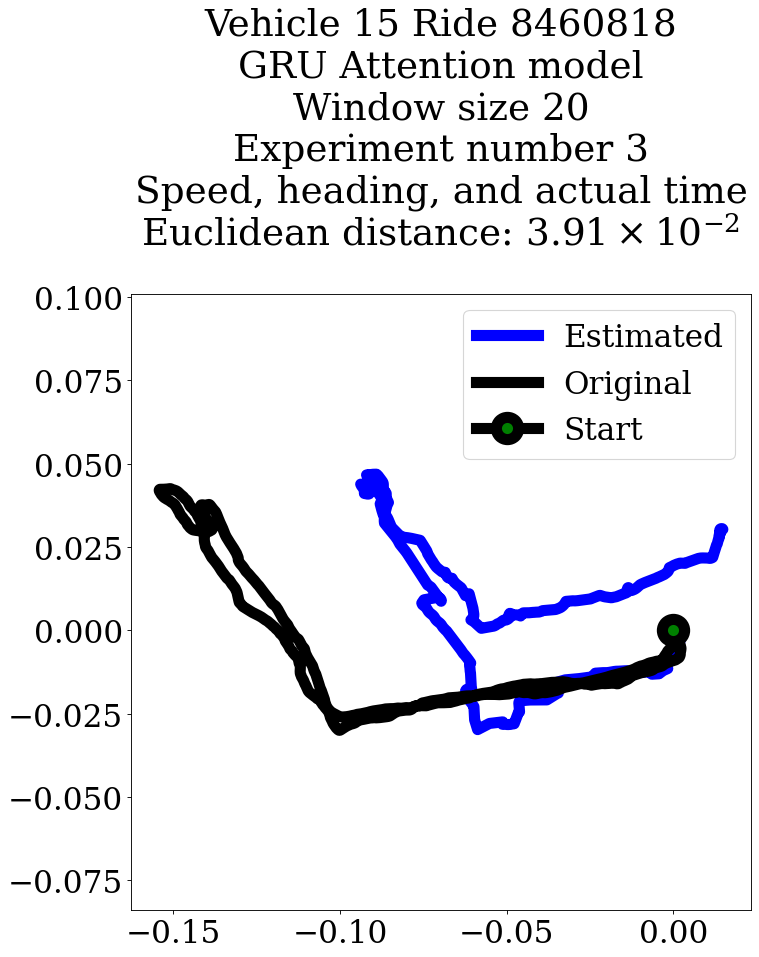 Vehicle 15 Ride 8460818
GRU Attention model
Window size 20
Experiment number 3
Speed, heading, and actual time
Euclidean distance: 3.91 × 10⁻²
0.100
0.075
0.050
0.025
0.000
−0.025
−0.050
−0.075
Estimated
Original
Start
−0.15 −0.10 −0.05 0.00